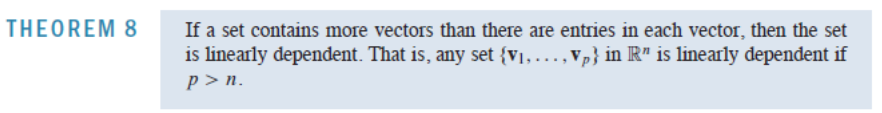 THEOREM 8
If a set contains more vectors than there are entries in each vector, then the set
is linearly dependent. That is, any set {v₁, . . . , vₚ} in ℝⁿ is linearly dependent if
p > n.